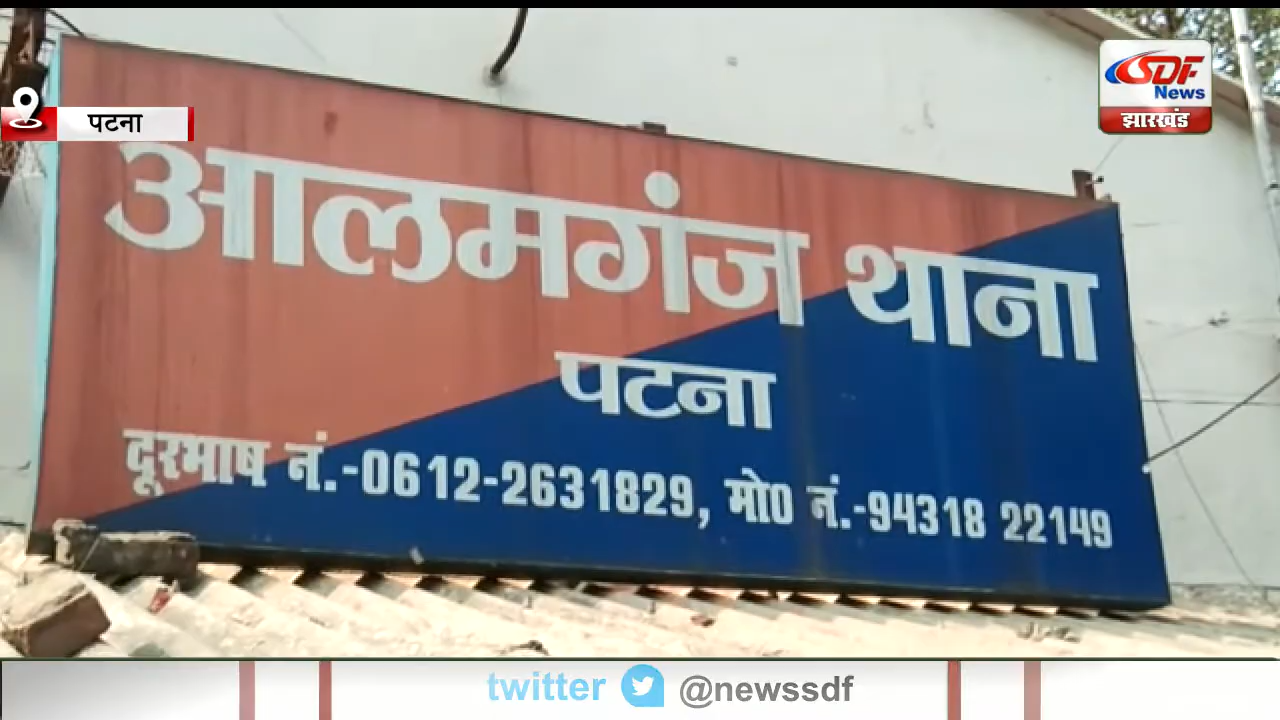 SDF
News
झारखंड
पटना
आलमगंज थाना
पटना
दूरभाष नं.-0612-2631829, मो0 नं.-94318 22149
twitter @newssdf